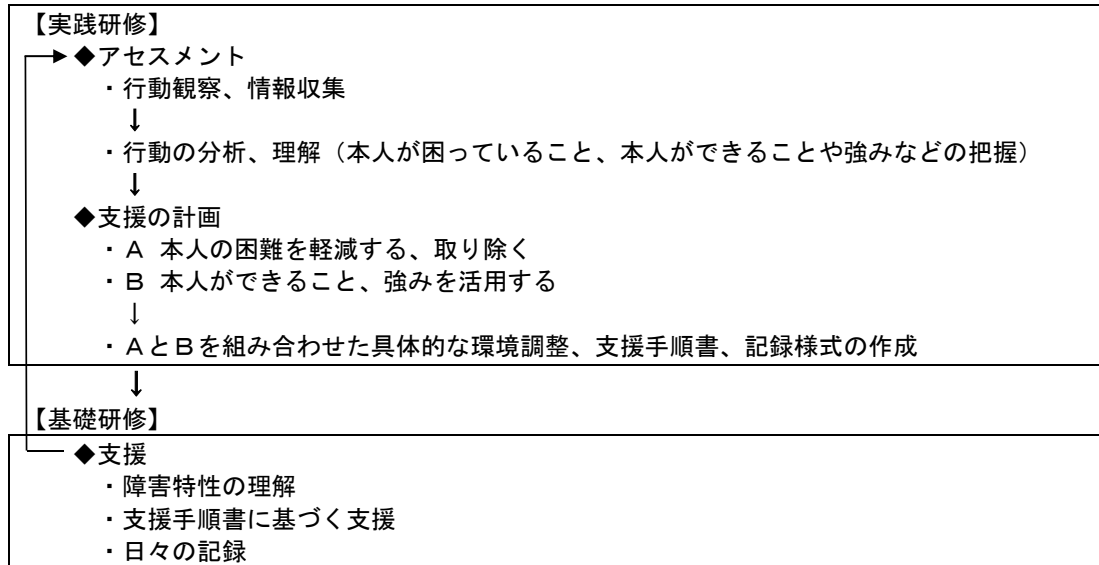 【実践研修】
◆アセスメント
・行動観察、情報収集
↓
・行動の分析、理解（本人が困っていること、本人ができることや強みなどの把握）
↓
◆支援の計画
・Ａ 本人の困難を軽減する、取り除く
・Ｂ 本人ができること、強みを活用する
↓
・ＡとＢを組み合わせた具体的な環境調整、支援手順書、記録様式の作成
↓
【基礎研修】
◆支援
・障害特性の理解
・支援手順書に基づく支援
・日々の記録